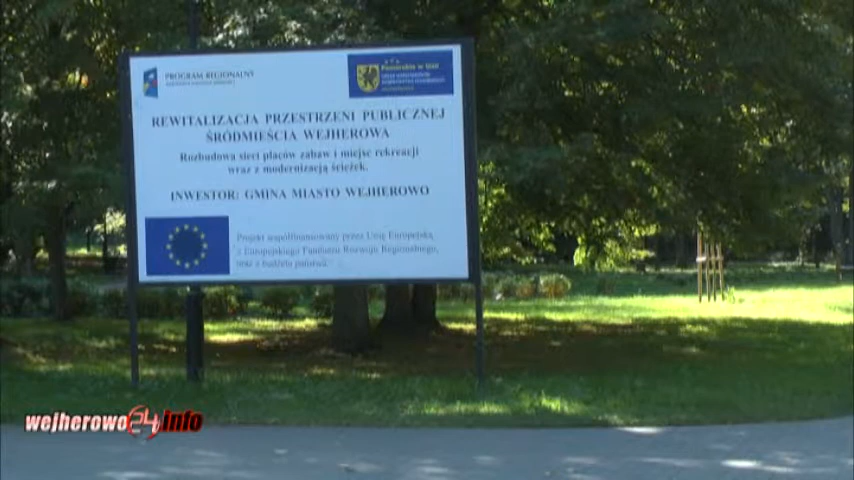 PROGRAM REGIONALNY
Pomorskie w Unii
REWITALIZACJA PRZESTRZENI PUBLICZNEJ
ŚRÓDMIEŚCIA WEJHEROWA
Rozbudowa sieci placów zabaw i miejsc rekreacji
wraz z modernizacją ścieżek.
INWESTOR: GMINA MIASTO WEJHEROWO
Projekt współfinansowany przez Unię Europejską
z Europejskiego Funduszu Rozwoju Regionalnego,
oraz z budżetu państwa.
wejherowo24.info